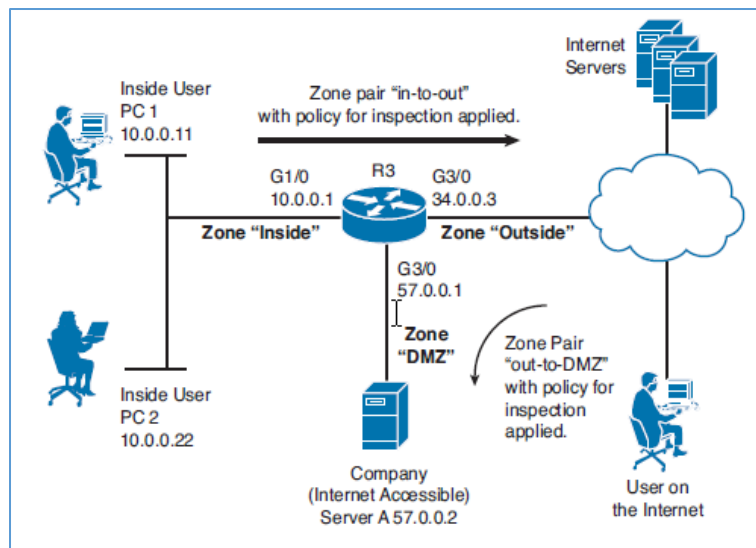 Internet
Servers
Inside User
PC 1
10.0.0.11
Zone pair “in-to-out”
with policy for inspection applied.
G1/0
10.0.0.1
R3
G3/0
34.0.0.3
Zone “Inside”
Zone “Outside”
G3/0
57.0.0.1
Zone
“DMZ”
Zone Pair
“out-to-DMZ”
with policy for
inspection
applied.
Inside User
PC 2
10.0.0.22
Company
(Internet Accessible)
Server A 57.0.0.2
User on
the Internet